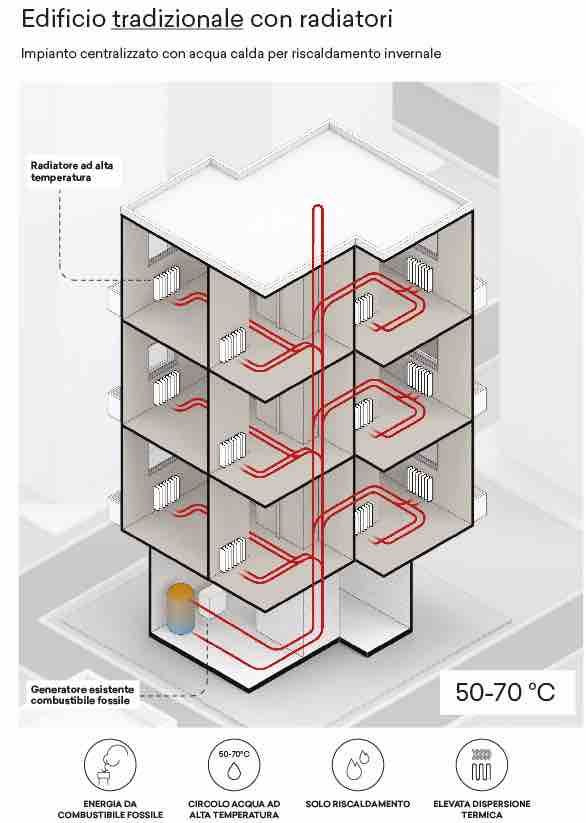 Edificio tradizionale con radiatori
Impianto centralizzato con acqua calda per riscaldamento invernale
Radiatore ad alta
temperatura
Generatore esistente
combustibile fossile
50-70 °C
50-70°C
ENERGIA DA
COMBUSTIBILE FOSSILE
CIRCOLO ACQUA AD
ALTA TEMPERATURA
SOLO RISCALDAMENTO
ELEVATA DISPERSIONE
TERMICA